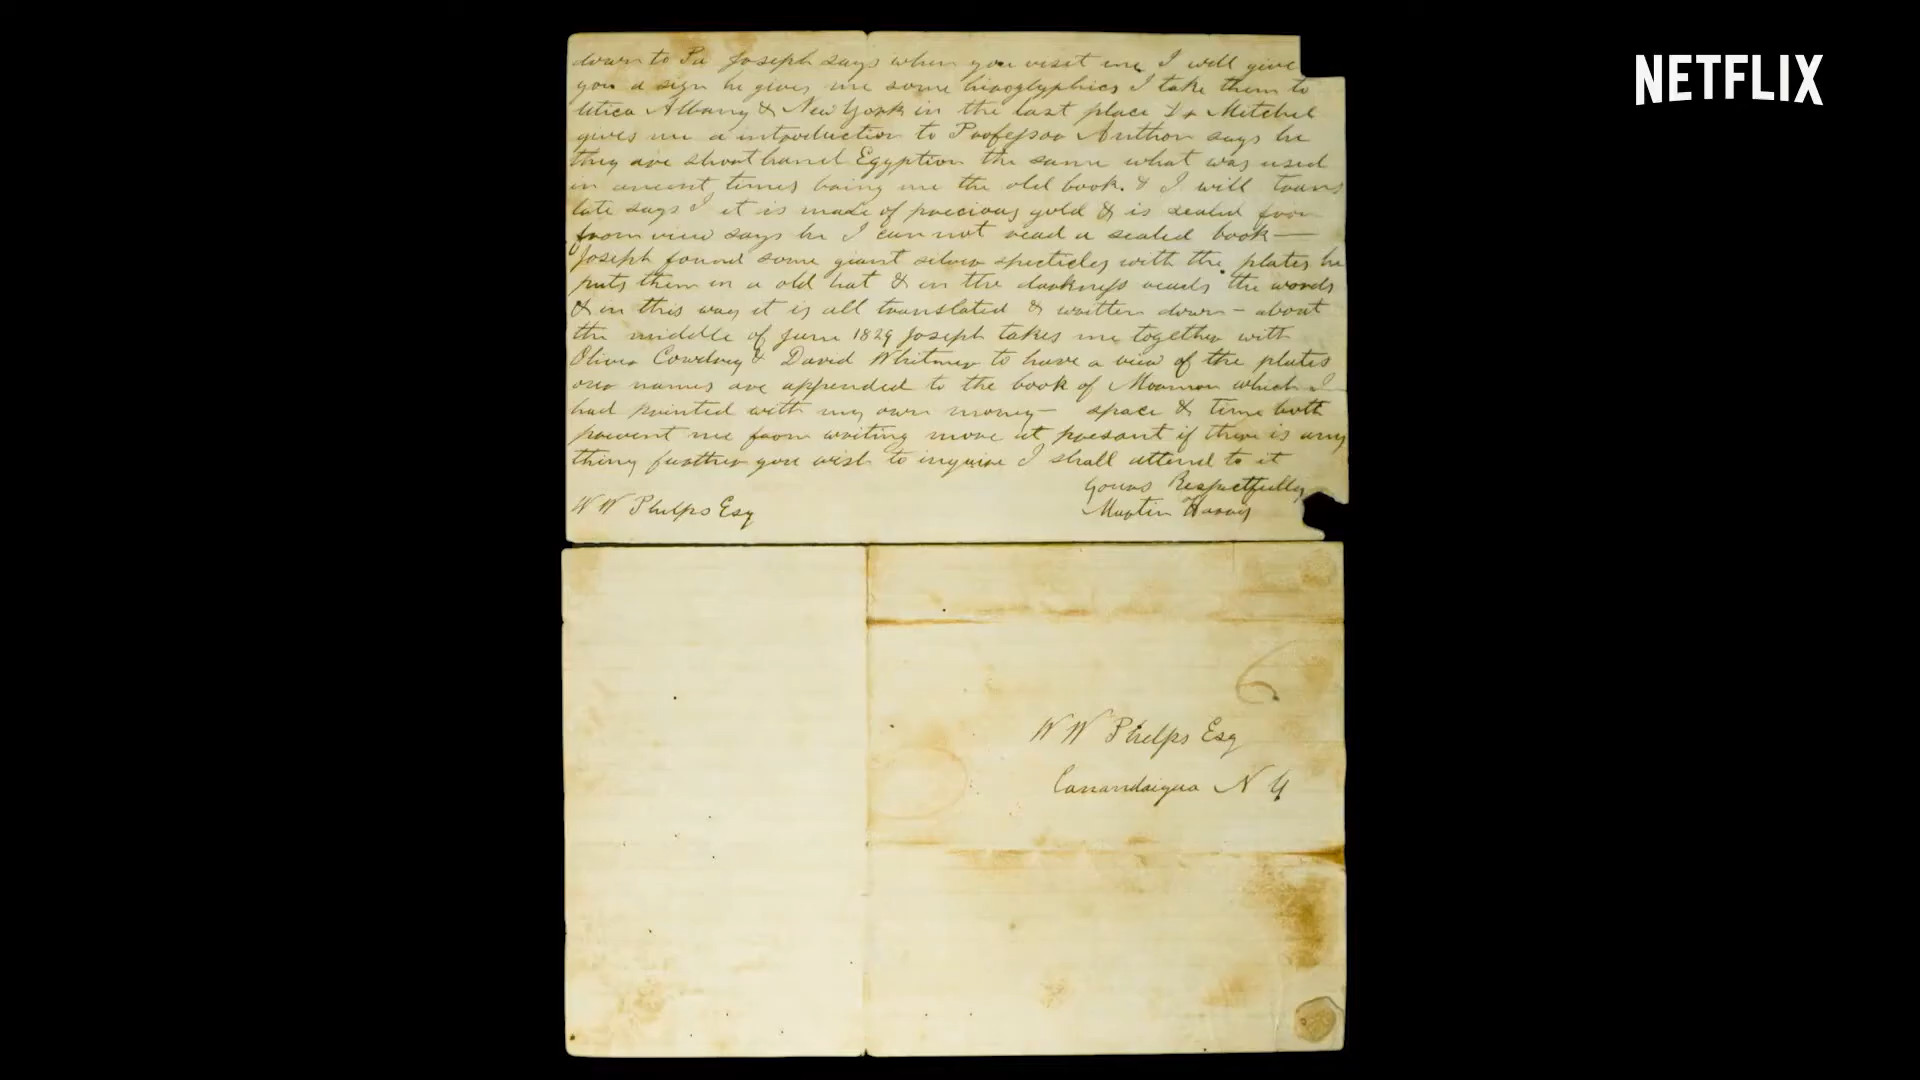 NETFLIX
down to Pa Joseph says when you visit me I will give
you a sign he gives me some hiroglyphics I take them to
Utica Albany & New York in the last place Dr Mitchel
gives me a introduction to Professor Anthon says he
they are short hand Egyption the same what was used
in ancient times bring me the old book & I will trans
late says I it is made of precious gold & is sealed from
from view says he I can not read a sealed book—
Joseph found some giant silver specticles with the plates he
puts them in a old hat & in the darkness reads the words
& in this way it is all translated & written down – about
the middle of June 1829 Joseph takes me together with
Oliver Cowdrey & David Whitmer to have a view of the plates
our names are appended to the book of Mormon which I
had printed with my own money — space & time both
prevent me from writing more at presant if there is any
thing further you wish to inquire I shall attend to it
Yours Respectfully
W W Phelps Esq Martin Harris
6
W W Phelps Esq
Canandaigua N Y